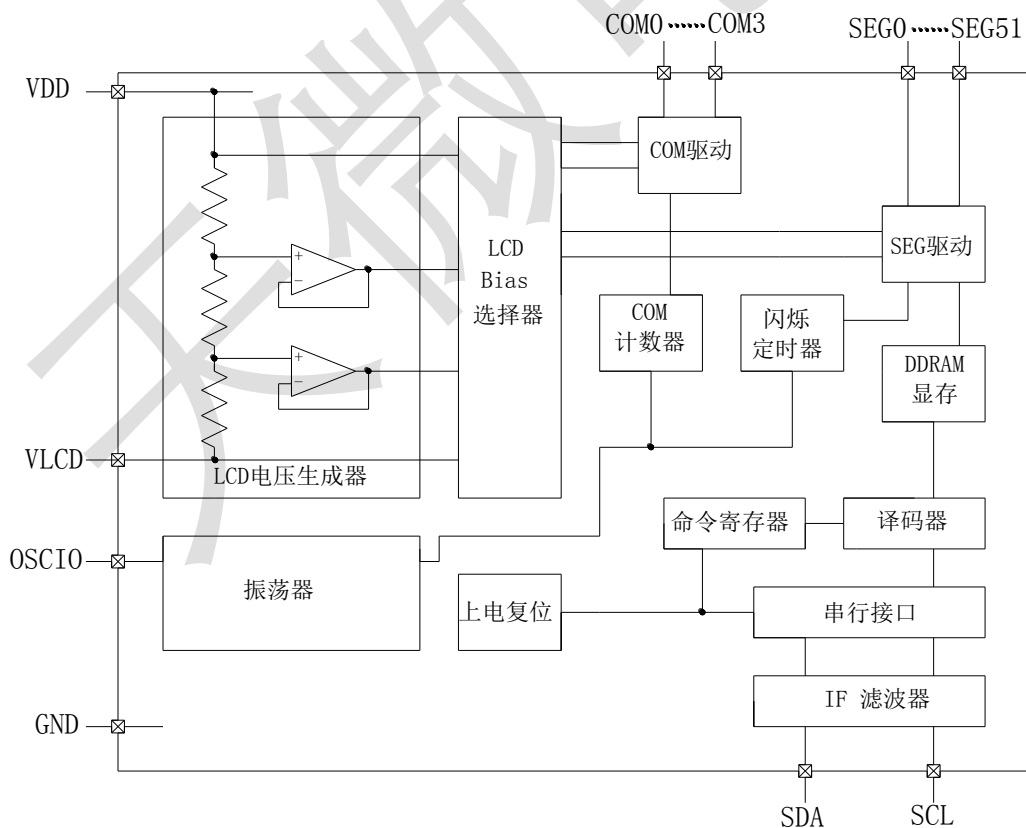 COM0 ······ COM3
SEG0 ······ SEG51
VDD
COM驱动
SEG驱动
LCD
Bias
选择器
+
−
COM
计数器
闪烁
定时器
+
−
DDRAM
显存
VLCD
LCD电压生成器
命令寄存器
译码器
OSCIO
振荡器
上电复位
串行接口
IF 滤波器
GND
SDA
SCL
天微电